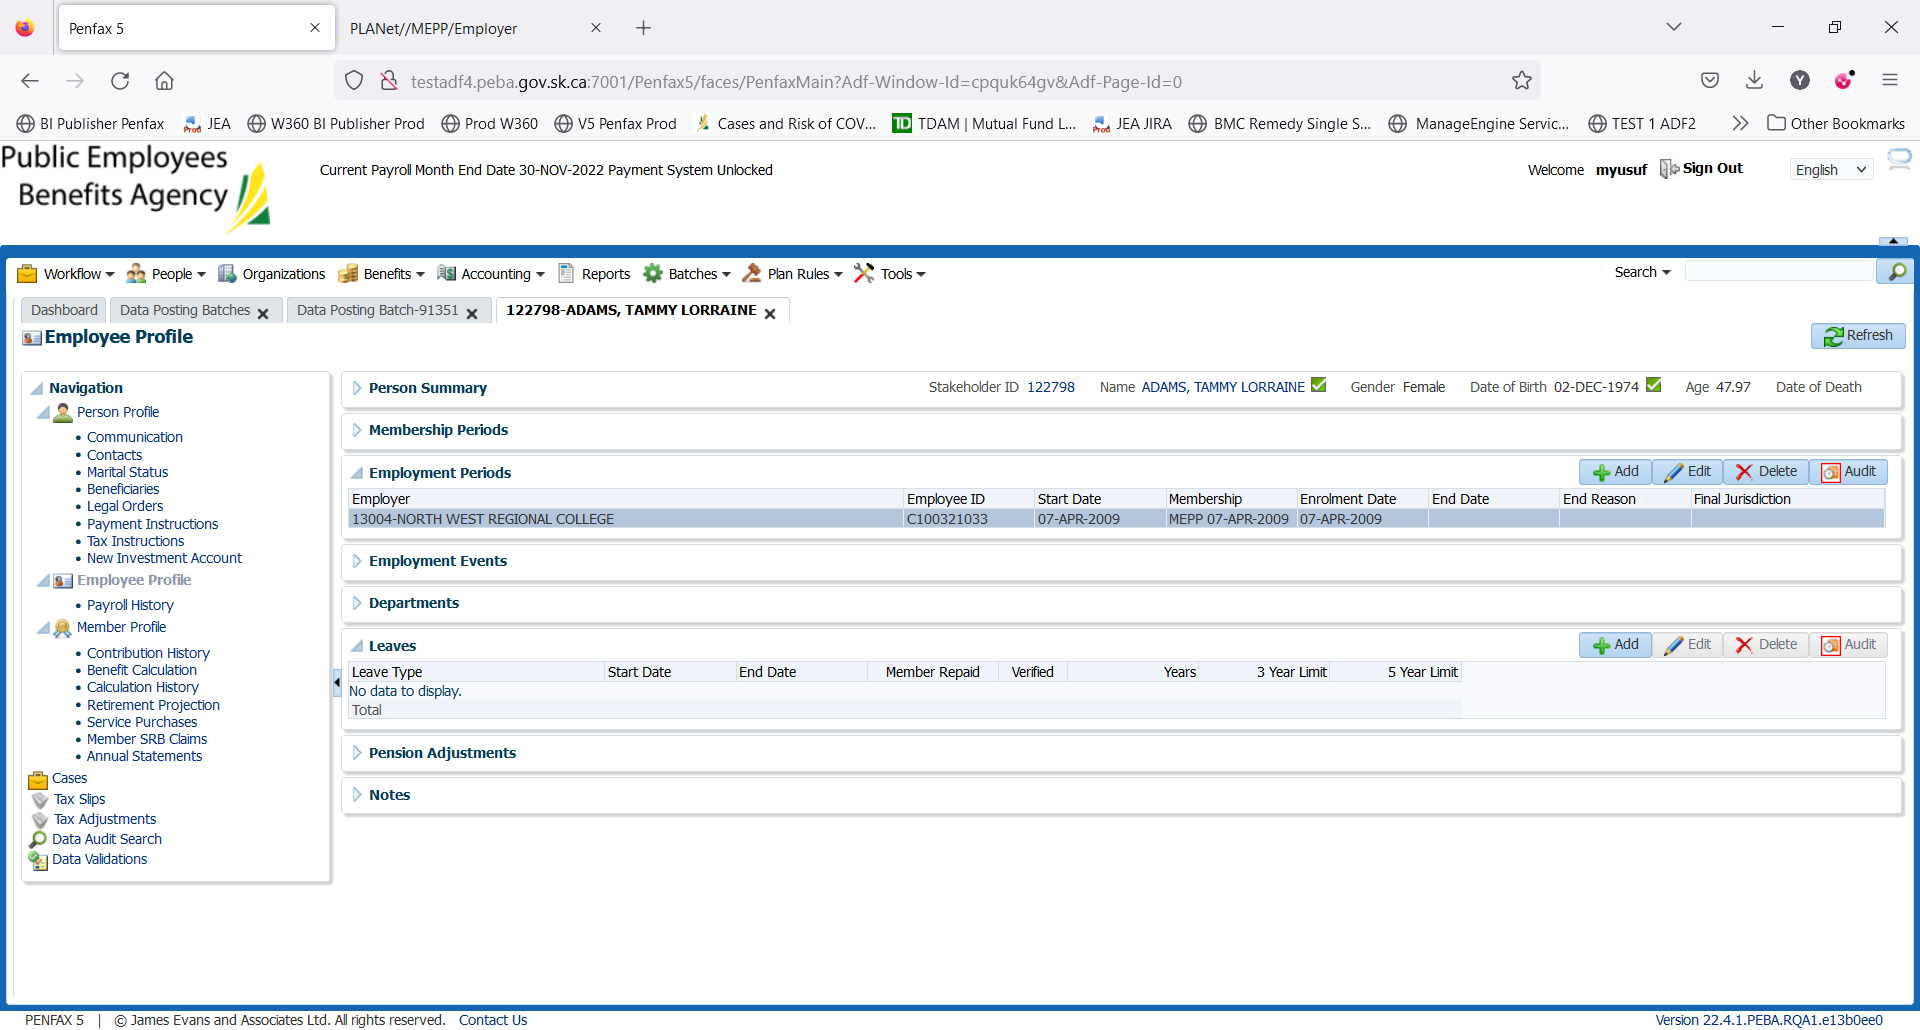 Penfax 5
PLANet//MEPP/Employer
testadf4.peba.gov.sk.ca:7001/Penfax5/faces/PenfaxMain?Adf-Window-Id=cpquk64gv&Adf-Page-Id=0
Y
BI Publisher Penfax Prod JEA W360 BI Publisher Prod Prod W360 V5 Penfax Prod Cases and Risk of COV... TD TDAM | Mutual Fund L... Prod JEA JIRA BMC Remedy Single S... ManageEngine Servic... TEST 1 ADF2 Other Bookmarks
Public Employees
Benefits Agency
Current Payroll Month End Date 30-NOV-2022 Payment System Unlocked
Welcome myusuf Sign Out English
Workflow People Organizations Benefits Accounting Reports Batches Plan Rules Tools Search
Dashboard Data Posting Batches Data Posting Batch-91351 122798-ADAMS, TAMMY LORRAINE
Employee Profile
Refresh
Navigation
Person Profile
Communication
Contacts
Marital Status
Beneficiaries
Legal Orders
Payment Instructions
Tax Instructions
New Investment Account
Employee Profile
Payroll History
Member Profile
Contribution History
Benefit Calculation
Calculation History
Retirement Projection
Service Purchases
Member SRB Claims
Annual Statements
Cases
Tax Slips
Tax Adjustments
Data Audit Search
Data Validations
Person Summary Stakeholder ID 122798 Name ADAMS, TAMMY LORRAINE Gender Female Date of Birth 02-DEC-1974 Age 47.97 Date of Death
Membership Periods
Employment Periods Add Edit Delete Audit
Employer Employee ID Start Date Membership Enrolment Date End Date End Reason Final Jurisdiction
13004-NORTH WEST REGIONAL COLLEGE C100321033 07-APR-2009 MEPP 07-APR-2009 07-APR-2009
Employment Events
Departments
Leaves Add Edit Delete Audit
Leave Type Start Date End Date Member Repaid Verified Years 3 Year Limit 5 Year Limit
No data to display.
Total
Pension Adjustments
Notes
PENFAX 5 | © James Evans and Associates Ltd. All rights reserved. Contact Us
Version 22.4.1.PEBA.RQA1.e13b0ee0